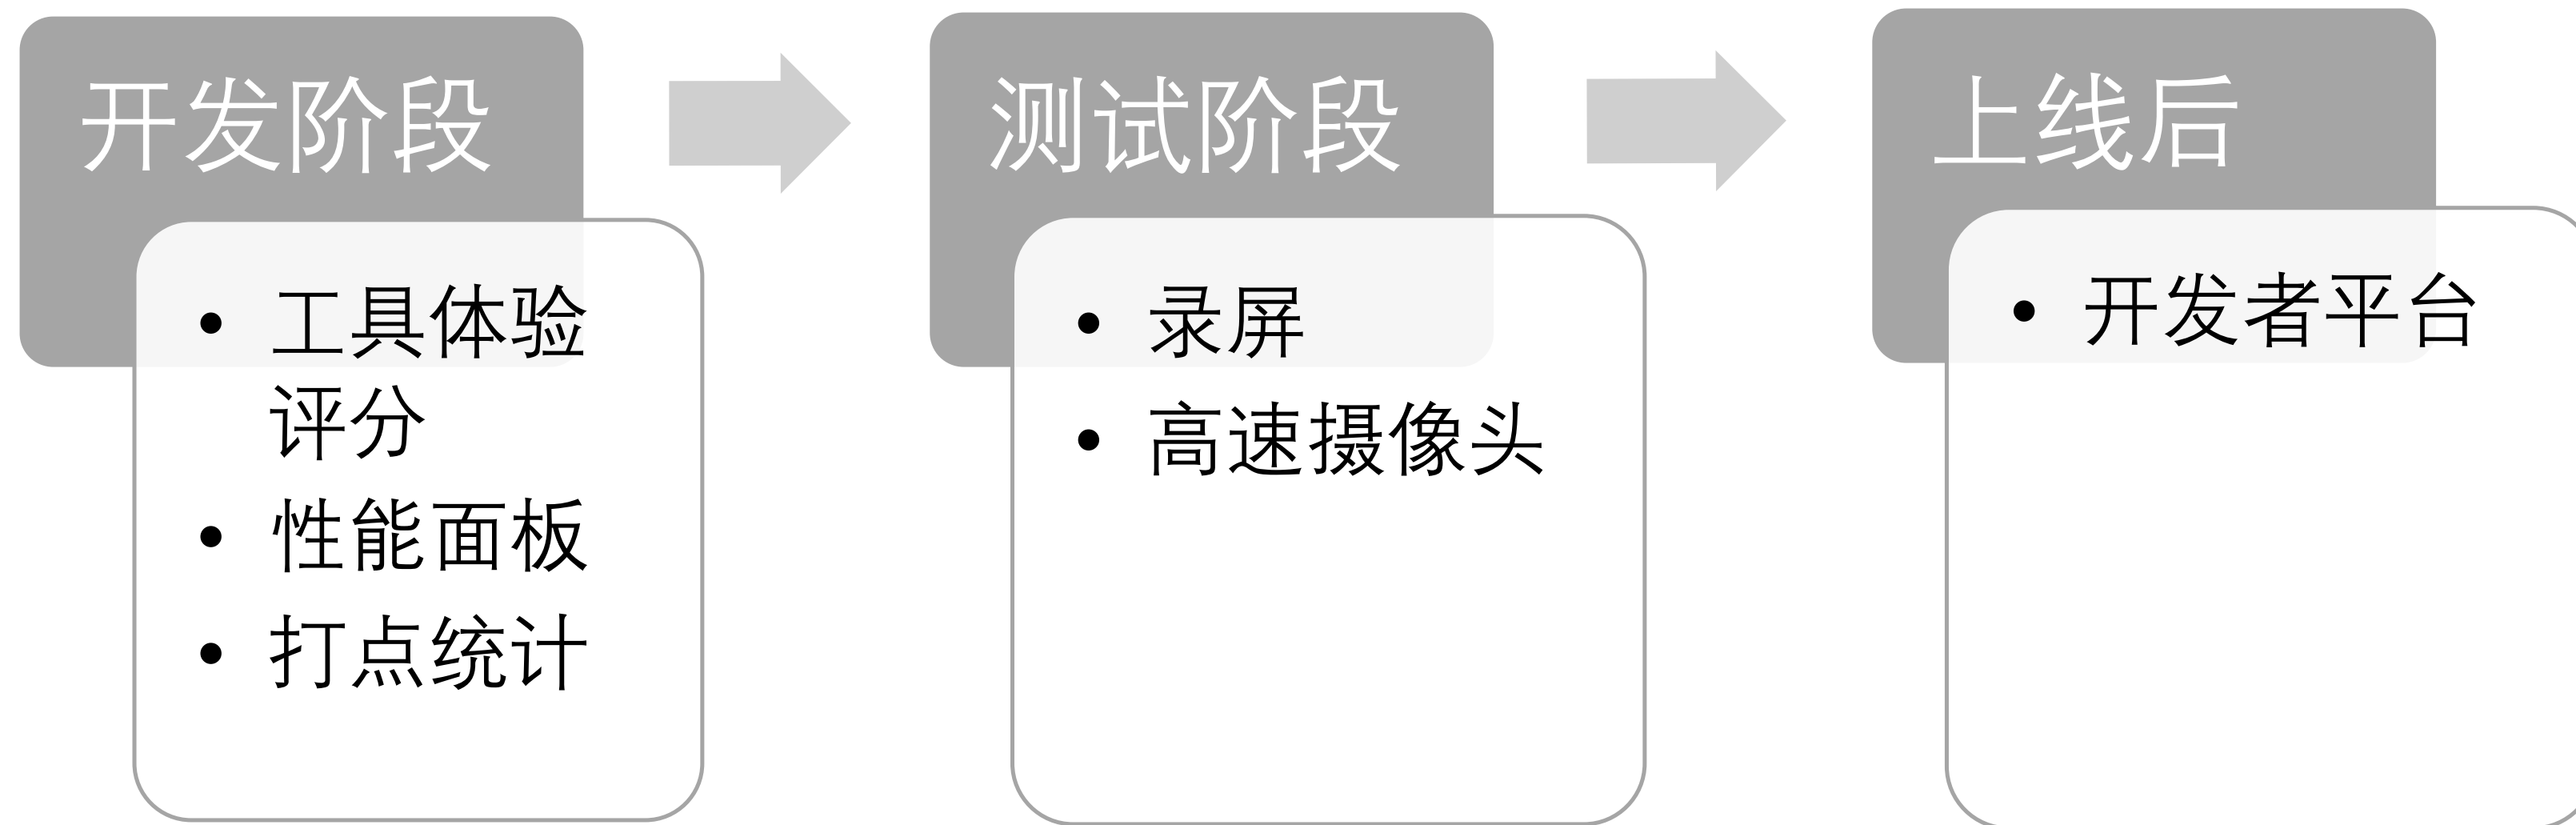 开发阶段
• 工具体验
评分
• 性能面板
• 打点统计
测试阶段
• 录屏
• 高速摄像头
上线后
• 开发者平台